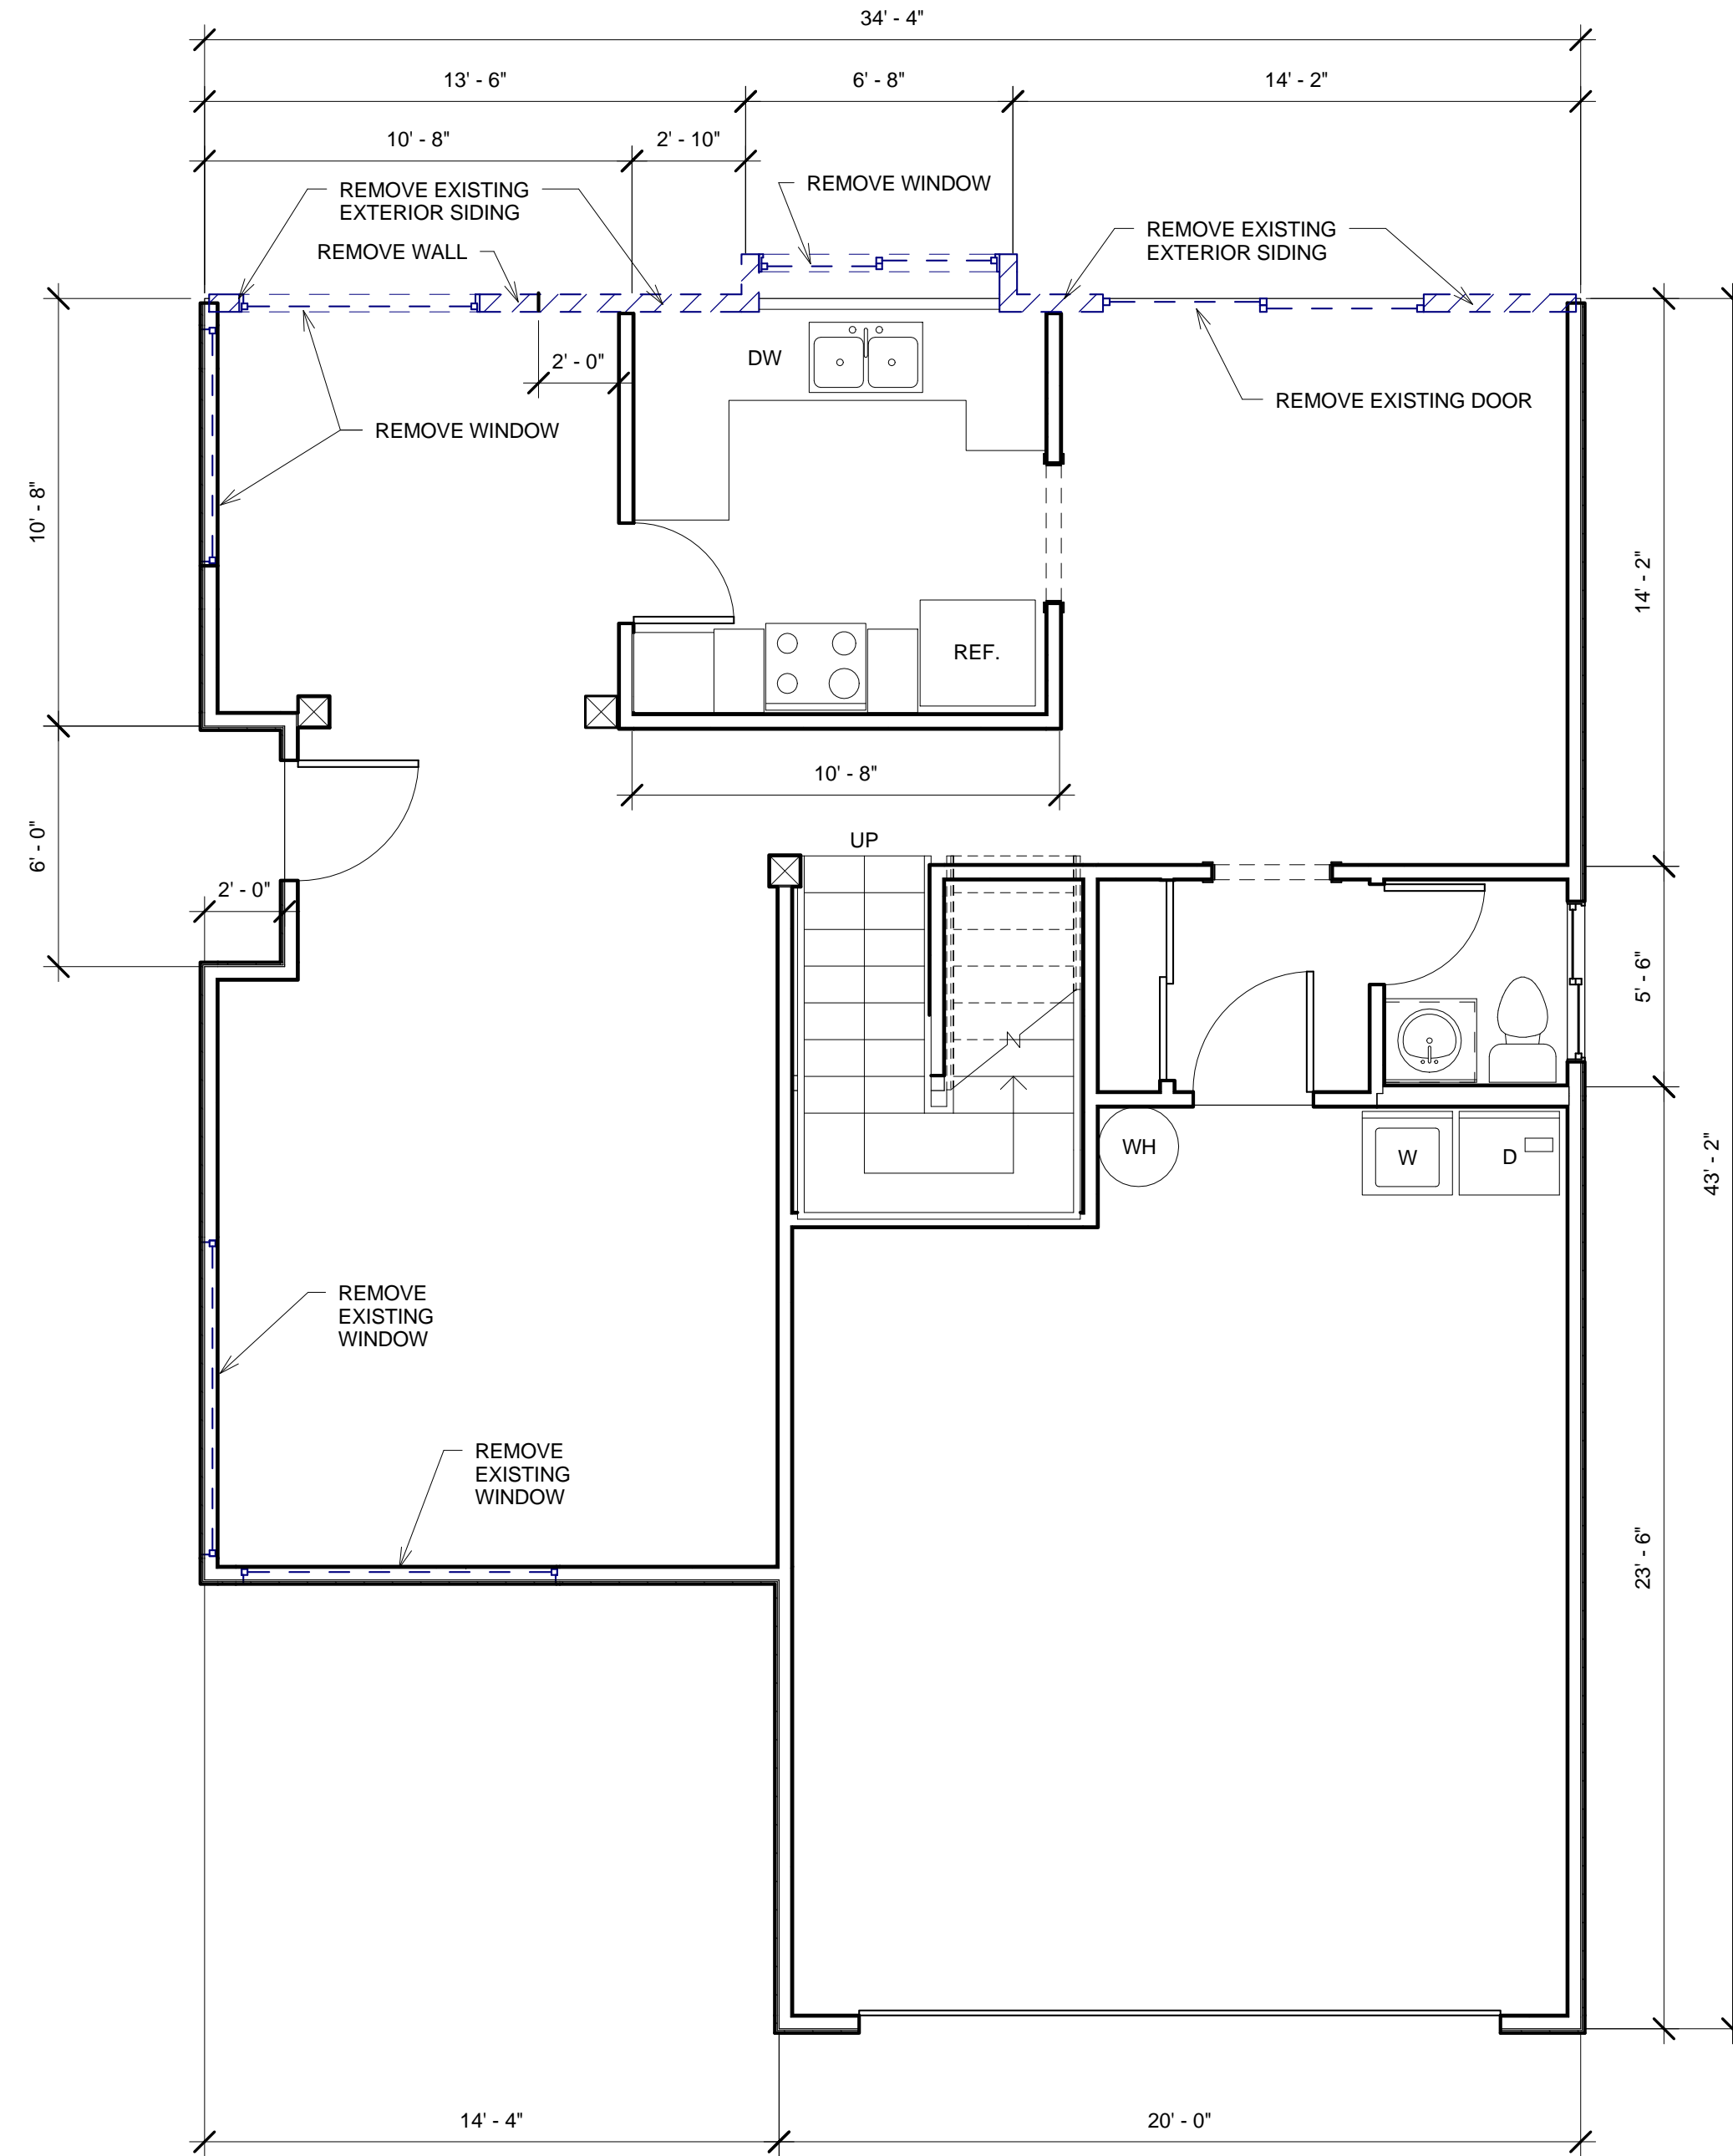 34' - 4"
13' - 6"
6' - 8"
14' - 2"
10' - 8"
2' - 10"
REMOVE EXISTING
EXTERIOR SIDING
REMOVE WINDOW
REMOVE WALL
REMOVE EXISTING
EXTERIOR SIDING
2' - 0"
DW
REMOVE WINDOW
REMOVE EXISTING DOOR
10' - 8"
14' - 2"
REF.
10' - 8"
6' - 0"
UP
2' - 0"
5' - 6"
WH
W
D
43' - 2"
REMOVE
EXISTING
WINDOW
REMOVE
EXISTING
WINDOW
23' - 6"
14' - 4"
20' - 0"